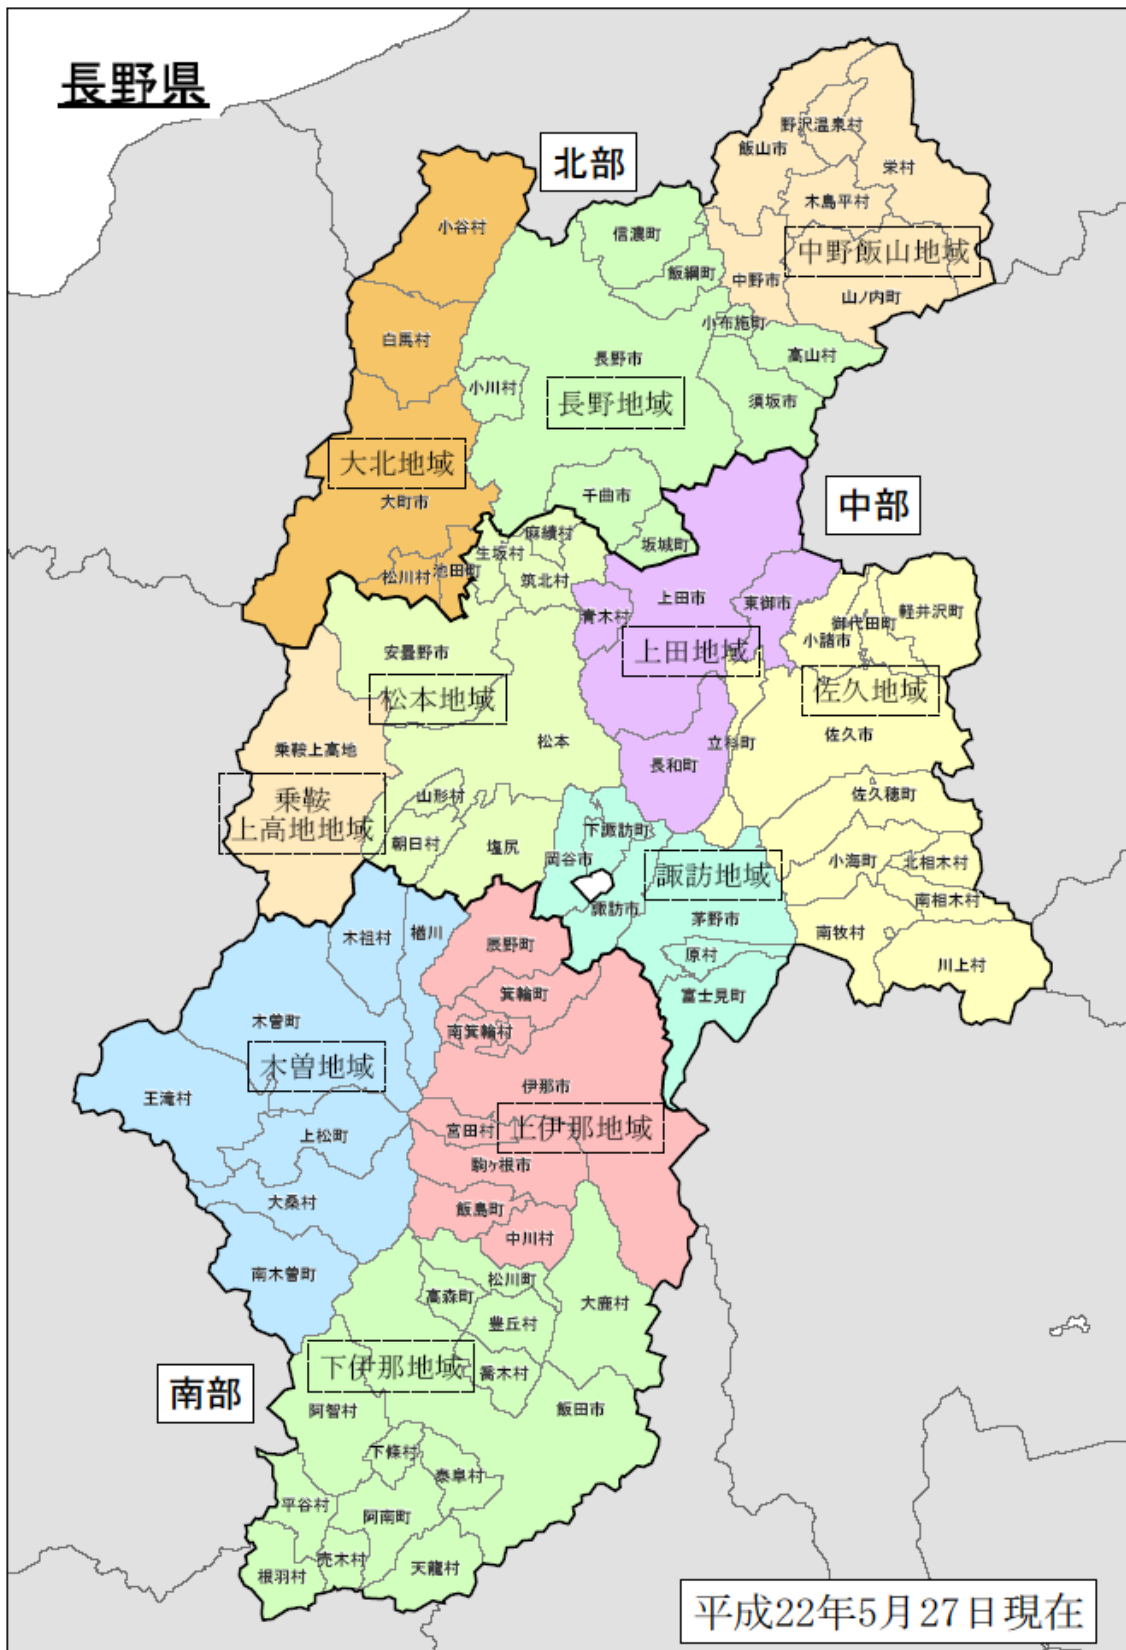 長野県
北部
野沢温泉村
飯山市
栄村
木島平村
小谷村
信濃町
中野飯山地域
飯綱町
中野市
山ノ内町
小布施町
白馬村
長野市
高山村
小川村
長野地域
須坂市
大北地域
千曲市
中部
大町市
麻績村
坂城町
生坂村
松川村
池田町
筑北村
上田市
東御市
軽井沢町
青木村
御代田町
小諸市
安曇野市
上田地域
松本地域
佐久地域
佐久市
乗鞍上高地
松本
立科町
長和町
乗鞍
上高地地域
山形村
佐久穂町
下諏訪町
朝日村
塩尻
岡谷市
小海町
北相木村
諏訪地域
南相木村
諏訪市
茅野市
木祖村
楢川
南牧村
辰野町
原村
川上村
富士見町
箕輪町
木曽町
南箕輪村
木曽地域
伊那市
王滝村
上松町
宮田村
上伊那地域
駒ヶ根市
大桑村
飯島町
中川村
南木曽町
松川町
高森町
大鹿村
豊丘村
下伊那地域
喬木村
南部
阿智村
飯田市
下條村
泰阜村
平谷村
阿南町
売木村
天龍村
根羽村
平成22年5月27日現在